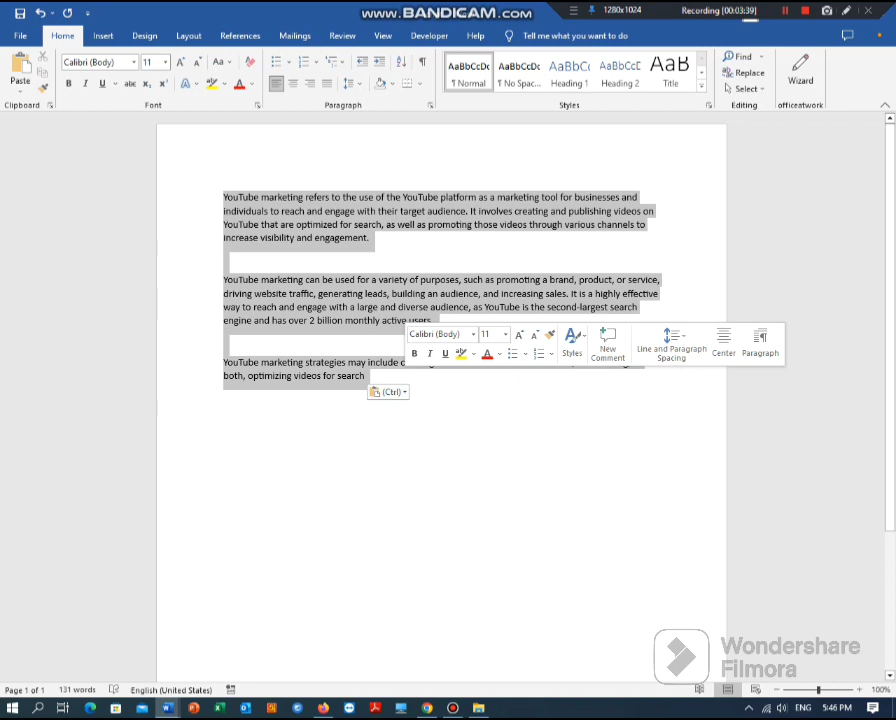 www.BANDICAM.com
1280x1024
Recording [00:03:39]
File Home Insert Design Layout References Mailings Review View Developer Help Tell me what you want to do
Paste
Clipboard
Calibri (Body) 11
Aa
B I U abc x₂ x² A ab A
Font
Paragraph
AaBbCcDc AaBbCcDc AaBbC AaBbCcD AaB
¶ Normal ¶ No Spac... Heading 1 Heading 2 Title
Styles
Find
Replace
Select
Editing
Wizard
officeatwork
YouTube marketing refers to the use of the YouTube platform as a marketing tool for businesses and
individuals to reach and engage with their target audience. It involves creating and publishing videos on
YouTube that are optimized for search, as well as promoting those videos through various channels to
increase visibility and engagement.
YouTube marketing can be used for a variety of purposes, such as promoting a brand, product, or service,
driving website traffic, generating leads, building an audience, and increasing sales. It is a highly effective
way to reach and engage with a large and diverse audience, as YouTube is the second-largest search
engine and has over 2 billion monthly active users.
YouTube marketing strategies may include
both, optimizing videos for search
Calibri (Body) 11
B I U ab A
Styles
New
Comment
Line and Paragraph
Spacing
Center
Paragraph
(Ctrl)
Wondershare
Filmora
Page 1 of 1 131 words English (United States) 100%
ENG 5:46 PM